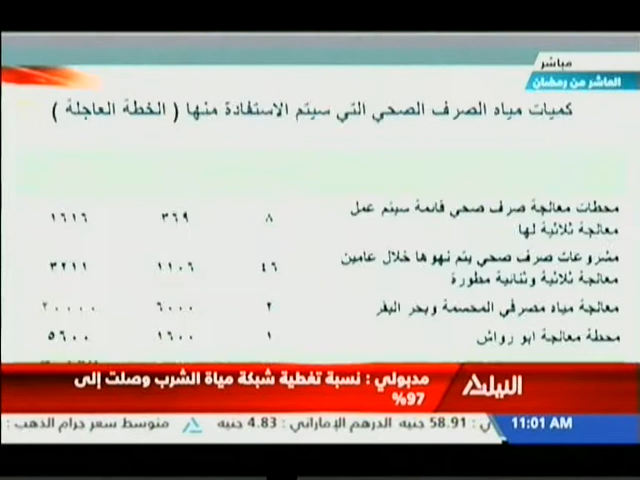 مباشر
العاشر من رمضان
كميات مياه الصرف الصحي التي سيتم الاستفادة منها ( الخطة العاجلة )
محطات معالجة صرف صحي قائمة سيتم عمل معالجة ثلاثية لها ٨ ٣٦٩ ١٦١٦
مشروعات صرف صحي يتم نهوها خلال عامين معالجة ثلاثية وثنائية مطورة ٤٦ ١١٠٦ ٣٢١١
معالجة مياه مصرفي المحسمة وبحر البقر ٢ ٦٠٠٠ ٢٠٠٠٠
محطة معالجة ابو رواش ١ ١٦٠٠ ٥٦٠٠
النيل
مدبولي : نسبة تغطية شبكة مياة الشرب وصلت إلى
97%
11:01 AM
ي : 58.91 جنيه الدرهم الإماراتي : 4.83 جنيه متوسط سعر جرام الذهب :